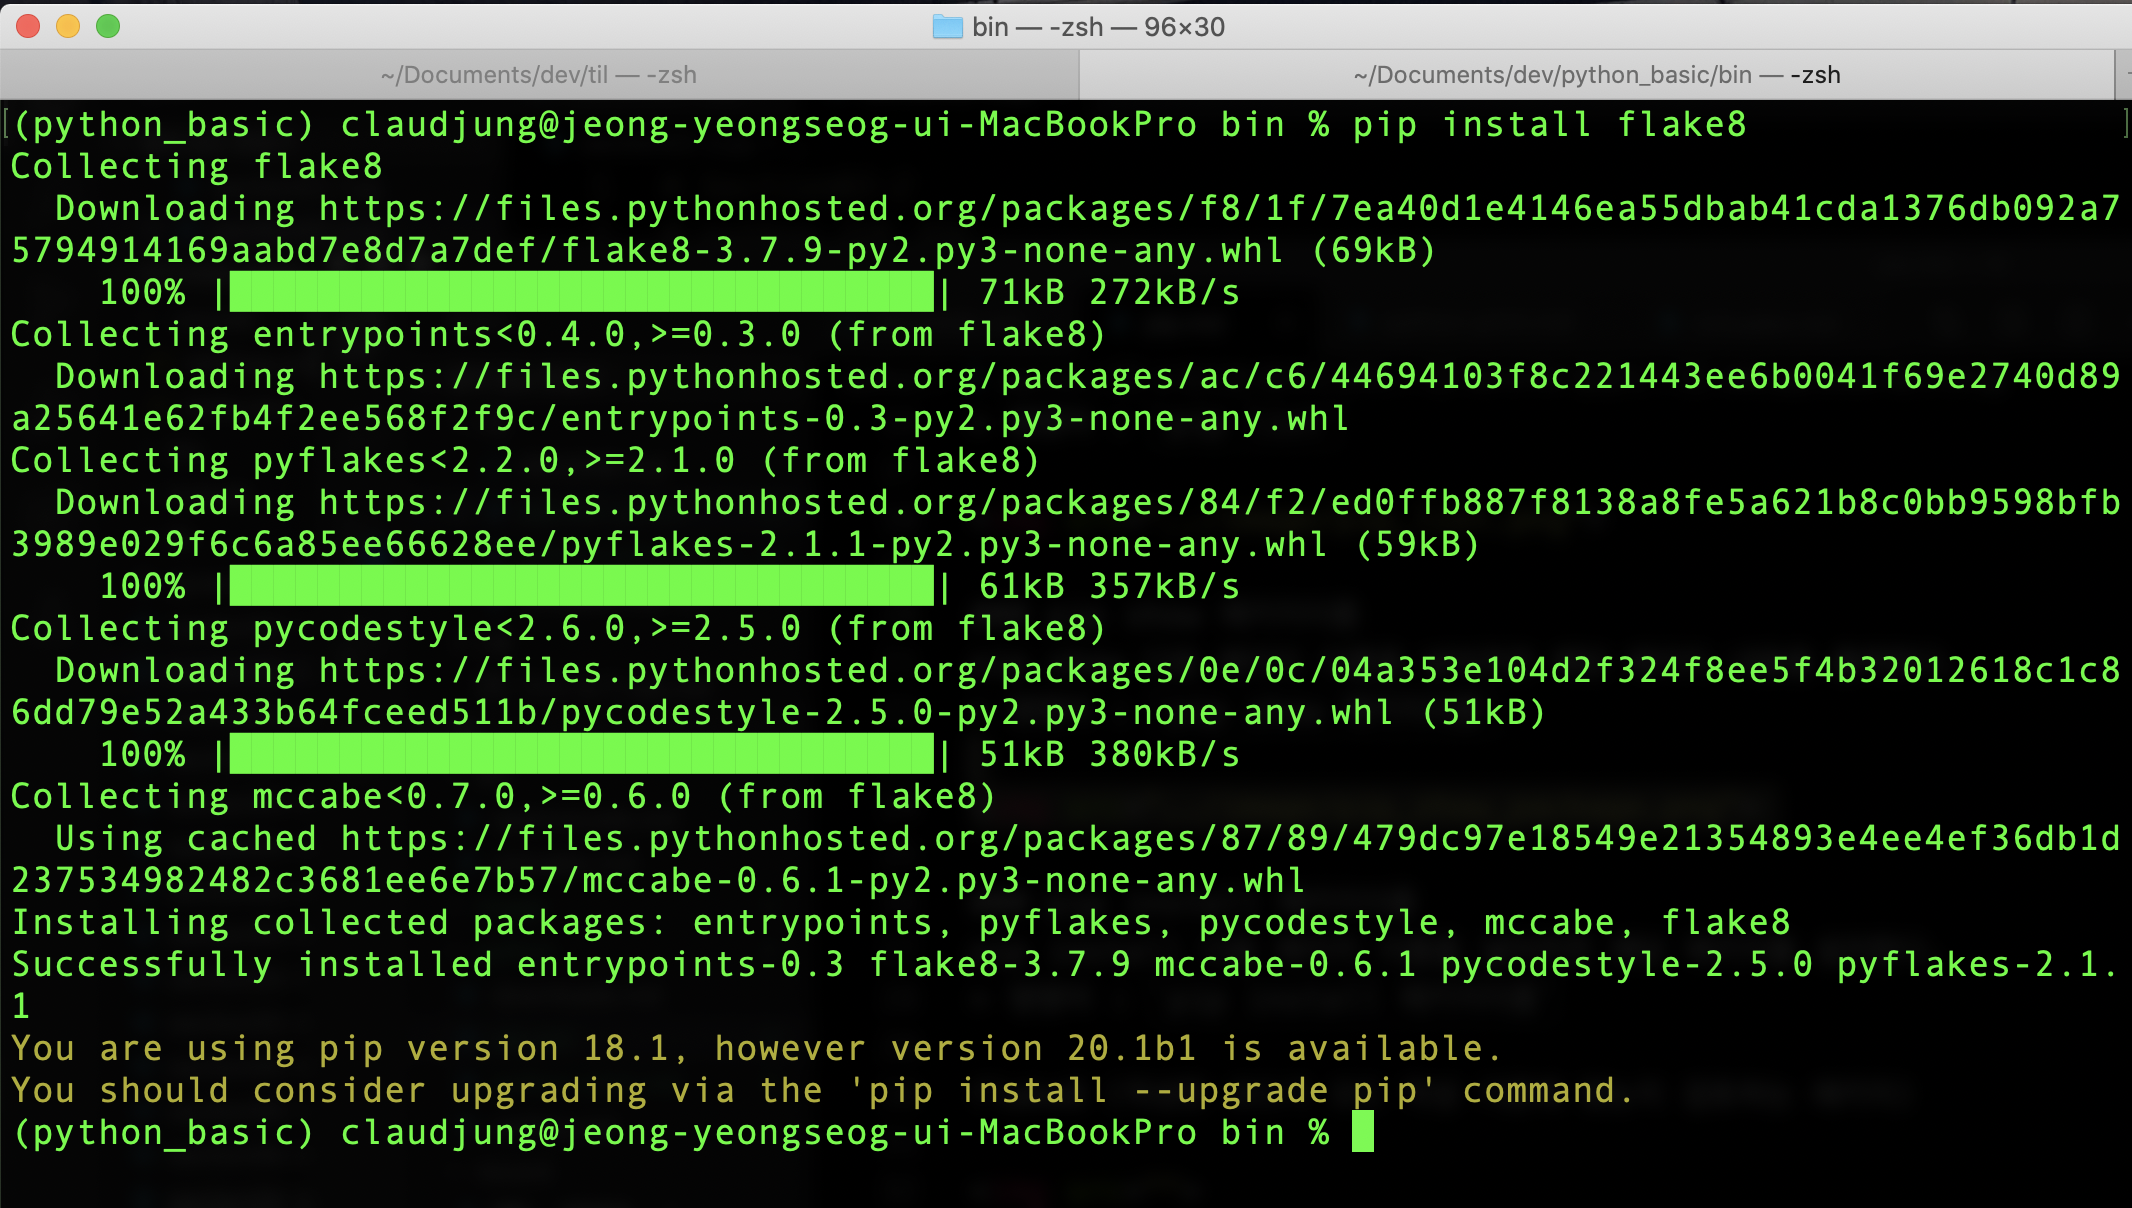 bin — -zsh — 96×30
~/Documents/dev/til — -zsh
~/Documents/dev/python_basic/bin — -zsh
(python_basic) claudjung@jeong-yeongseog-ui-MacBookPro bin % pip install flake8
Collecting flake8
  Downloading https://files.pythonhosted.org/packages/f8/1f/7ea40d1e4146ea55dbab41cda1376db092a7
5794914169aabd7e8d7a7def/flake8-3.7.9-py2.py3-none-any.whl (69kB)
    100% |████████████████████████████████| 71kB 272kB/s
Collecting entrypoints<0.4.0,>=0.3.0 (from flake8)
  Downloading https://files.pythonhosted.org/packages/ac/c6/44694103f8c221443ee6b0041f69e2740d89
a25641e62fb4f2ee568f2f9c/entrypoints-0.3-py2.py3-none-any.whl
Collecting pyflakes<2.2.0,>=2.1.0 (from flake8)
  Downloading https://files.pythonhosted.org/packages/84/f2/ed0ffb887f8138a8fe5a621b8c0bb9598bfb
3989e029f6c6a85ee66628ee/pyflakes-2.1.1-py2.py3-none-any.whl (59kB)
    100% |████████████████████████████████| 61kB 357kB/s
Collecting pycodestyle<2.6.0,>=2.5.0 (from flake8)
  Downloading https://files.pythonhosted.org/packages/0e/0c/04a353e104d2f324f8ee5f4b32012618c1c8
6dd79e52a433b64fceed511b/pycodestyle-2.5.0-py2.py3-none-any.whl (51kB)
    100% |████████████████████████████████| 51kB 380kB/s
Collecting mccabe<0.7.0,>=0.6.0 (from flake8)
  Using cached https://files.pythonhosted.org/packages/87/89/479dc97e18549e21354893e4ee4ef36db1d
237534982482c3681ee6e7b57/mccabe-0.6.1-py2.py3-none-any.whl
Installing collected packages: entrypoints, pyflakes, pycodestyle, mccabe, flake8
Successfully installed entrypoints-0.3 flake8-3.7.9 mccabe-0.6.1 pycodestyle-2.5.0 pyflakes-2.1.
1
You are using pip version 18.1, however version 20.1b1 is available.
You should consider upgrading via the 'pip install --upgrade pip' command.
(python_basic) claudjung@jeong-yeongseog-ui-MacBookPro bin %